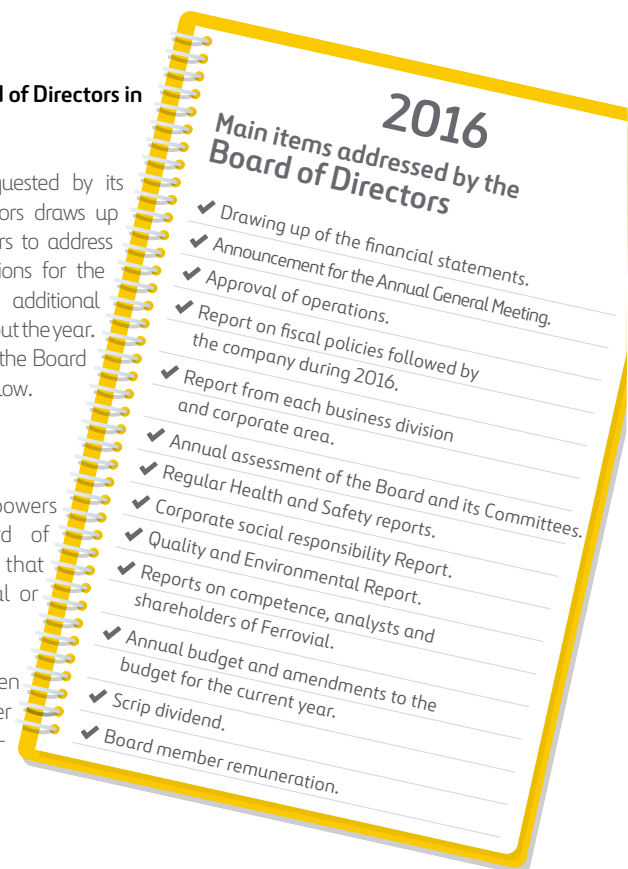 of Directors in
quested by its
ors draws up
rs to address
ions for the
additional
out the year.
the Board
low.
powers
d of
that
al or
en
er
-
2016
Main items addressed by the
Board of Directors
✔ Drawing up of the financial statements.
✔ Announcement for the Annual General Meeting.
✔ Approval of operations.
✔ Report on fiscal policies followed by
the company during 2016.
✔ Report from each business division
and corporate area.
✔ Annual assessment of the Board and its Committees.
✔ Regular Health and Safety reports.
✔ Corporate social responsibility Report.
✔ Quality and Environmental Report.
✔ Reports on competence, analysts and
shareholders of Ferrovial.
✔ Annual budget and amendments to the
budget for the current year.
✔ Scrip dividend.
✔ Board member remuneration.